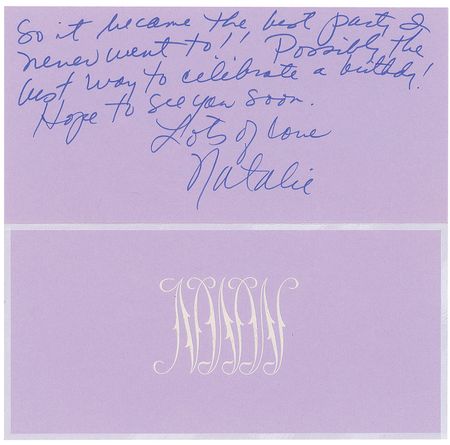 So it became the best party I
never went to!! Possibly the
best way to celibrate a birthday!
Hope to see you soon.
Lots of love
Natalie